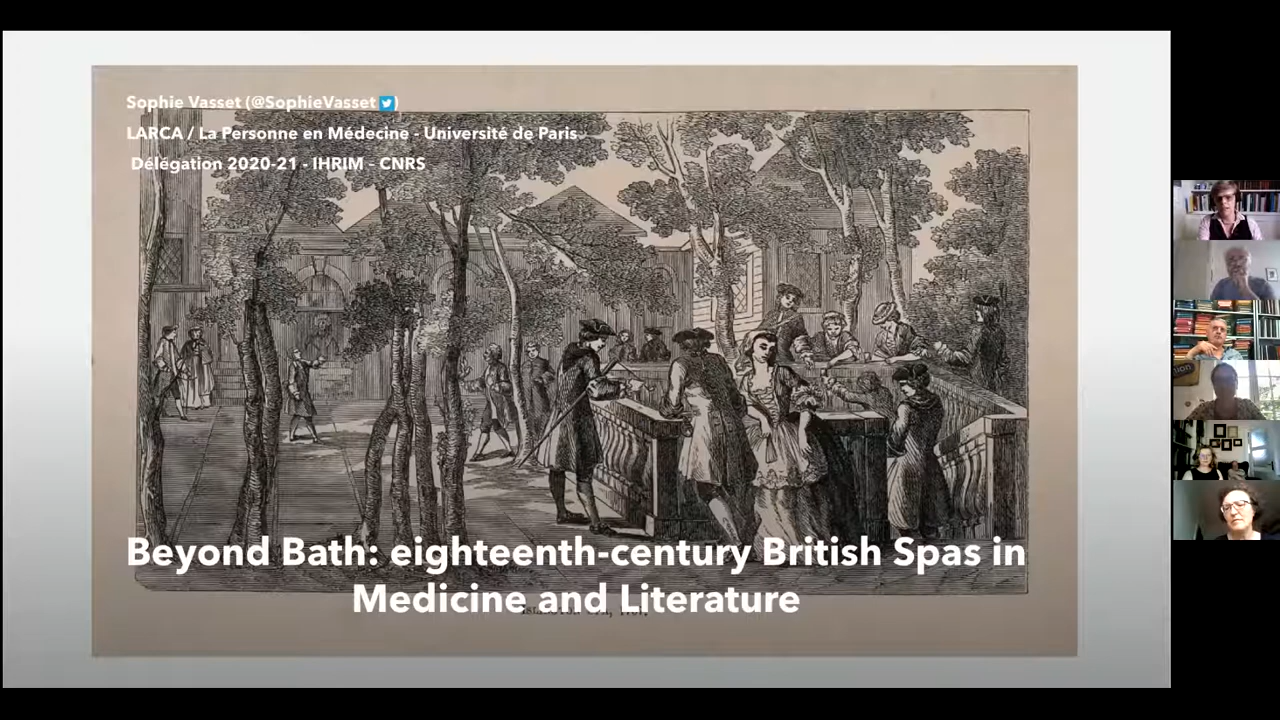 Sophie Vasset (@SophieVasset)
LARCA / La Personne en Médecine - Université de Paris
Délégation 2020-21 - IHRIM - CNRS
Beyond Bath: eighteenth-century British Spas in
Medicine and Literature